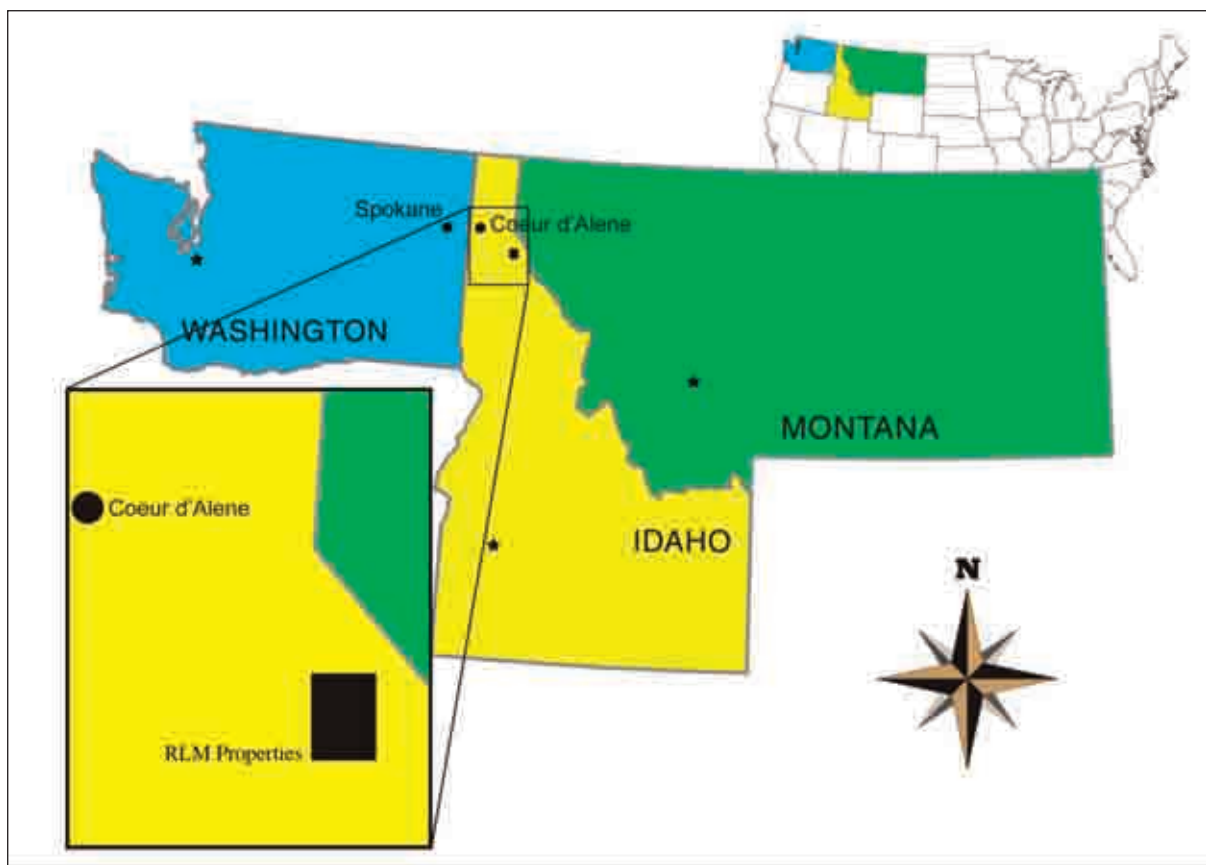 Spokane
Coeur d'Alene
WASHINGTON
MONTANA
Coeur d'Alene
IDAHO
N
RLM Properties